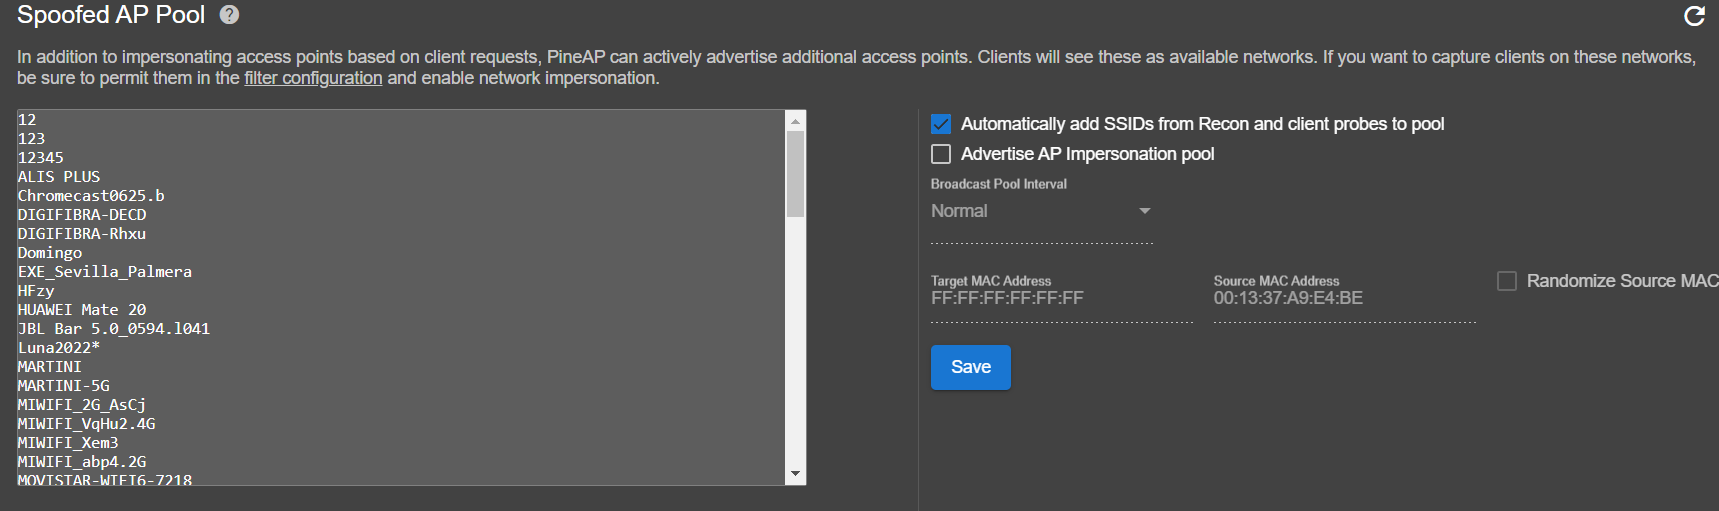 Spoofed AP Pool ?
In addition to impersonating access points based on client requests, PineAP can actively advertise additional access points. Clients will see these as available networks. If you want to capture clients on these networks,
be sure to permit them in the filter configuration and enable network impersonation.
12
123
12345
ALIS PLUS
Chromecast0625.b
DIGIFIBRA-DECD
DIGIFIBRA-Rhxu
Domingo
EXE_Sevilla_Palmera
HFzy
HUAWEI Mate 20
JBL Bar 5.0_0594.l041
Luna2022*
MARTINI
MARTINI-5G
MIWIFI_2G_AsCj
MIWIFI_VqHu2.4G
MIWIFI_Xem3
MIWIFI_abp4.2G
MOVISTAR-WIFI6-7218
Automatically add SSIDs from Recon and client probes to pool
Advertise AP Impersonation pool
Broadcast Pool Interval
Normal
Target MAC Address
FF:FF:FF:FF:FF:FF
Source MAC Address
00:13:37:A9:E4:BE
Randomize Source MAC
Save